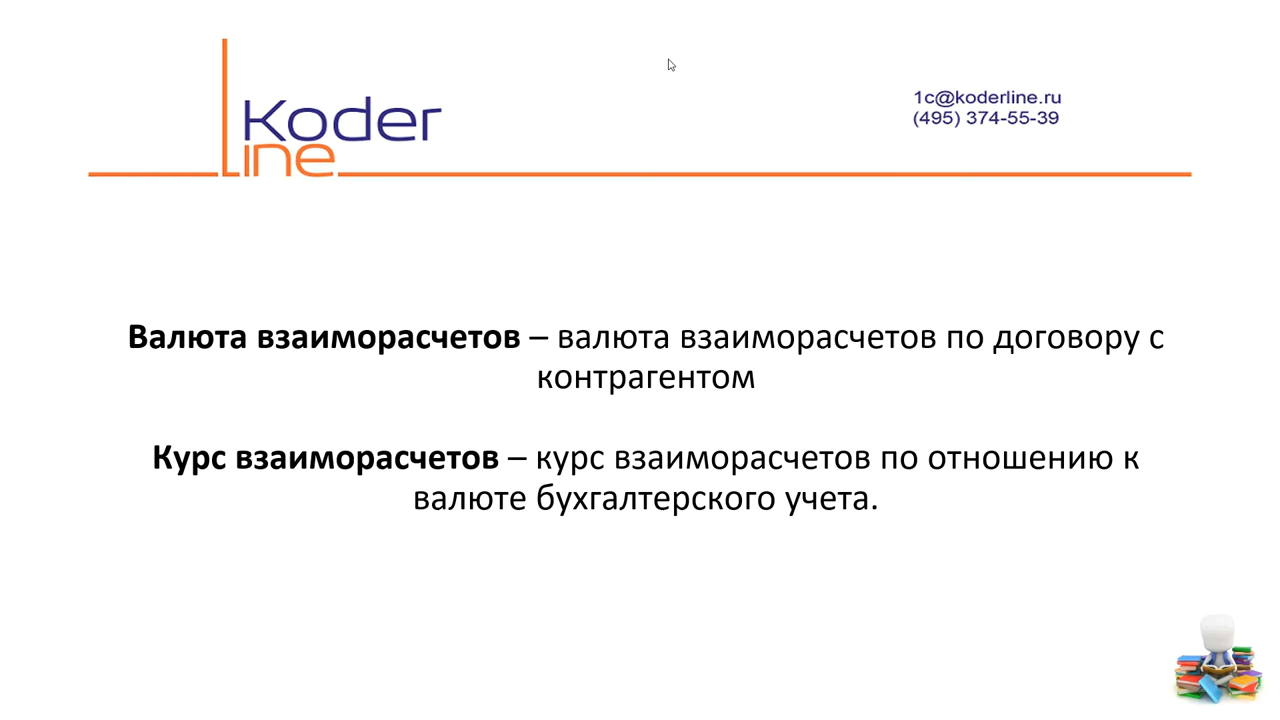 Koder
Line
1c@koderline.ru
(495) 374-55-39
Валюта взаиморасчетов – валюта взаиморасчетов по договору с
контрагентом
Курс взаиморасчетов – курс взаиморасчетов по отношению к
валюте бухгалтерского учета.